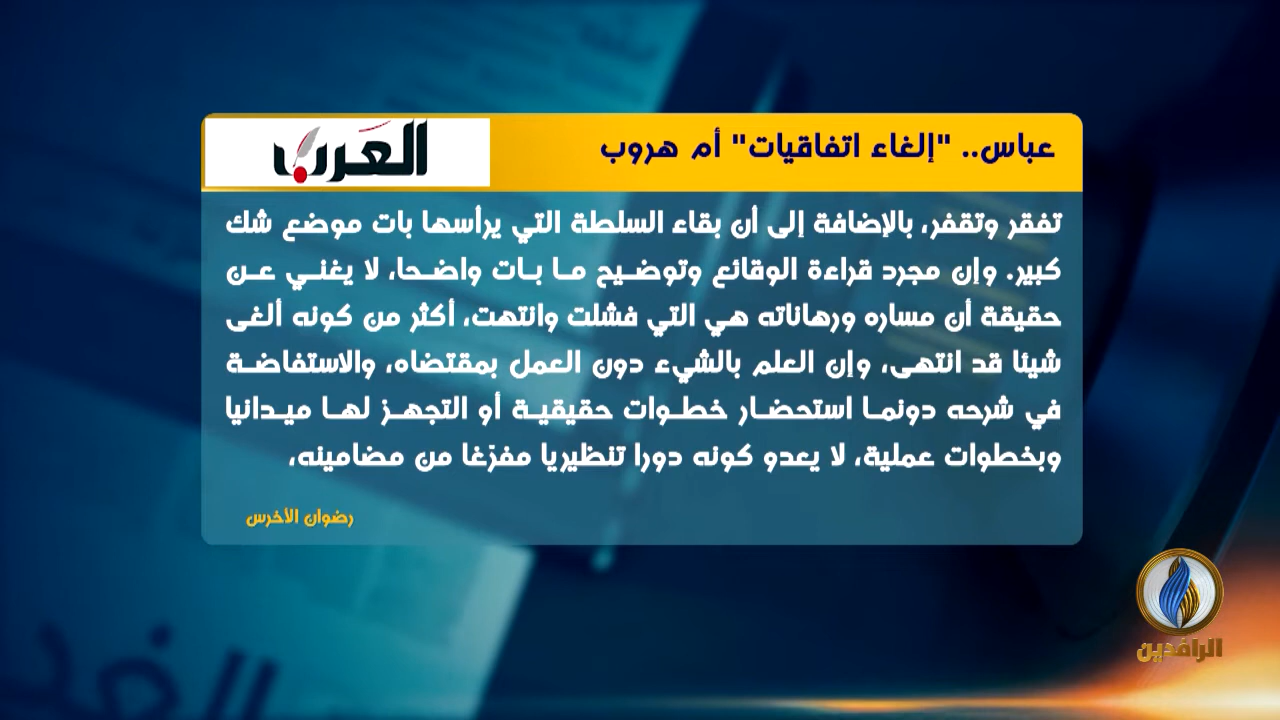 عباس.. "إلغاء اتفاقيات" أم هروب
العرب
تفقر وتقفر، بالإضافة إلى أن بقاء السلطة التي يرأسها بات موضع شك
كبير. وإن مجرد قراءة الوقائع وتوضيح ما بات واضحا، لا يغني عن
حقيقة أن مساره ورهاناته هي التي فشلت وانتهت، أكثر من كونه ألغى
شيئا قد انتهى، وإن العلم بالشيء دون العمل بمقتضاه، والاستفاضة
في شرحه دونما استحضار خطوات حقيقية أو التجهز لها ميدانيا
وبخطوات عملية، لا يعدو كونه دورا تنظيريا مفرّغا من مضامينه،
رضوان الأخرس
الرافدين